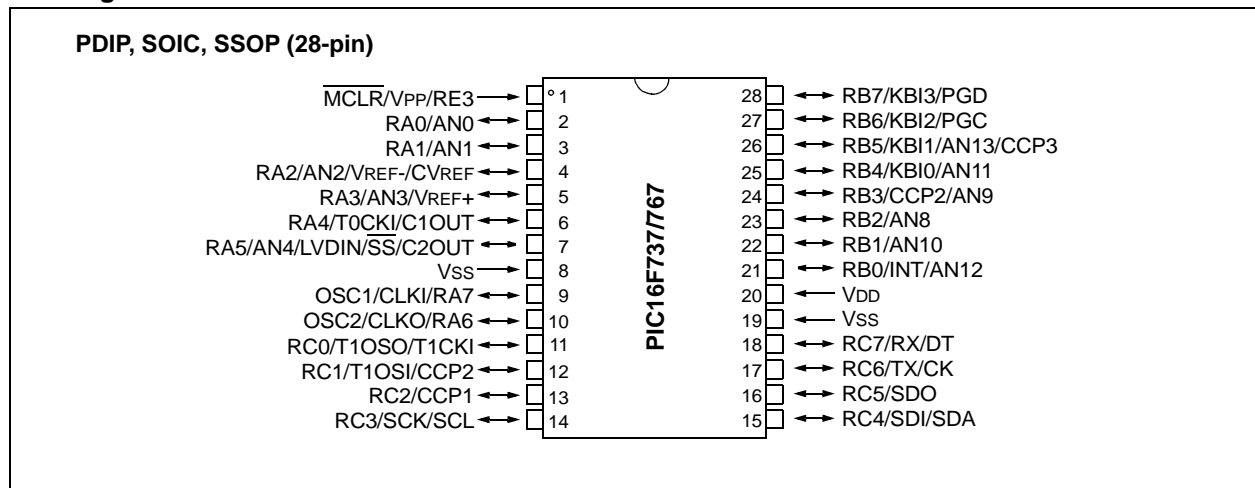 PDIP, SOIC, SSOP (28-pin)
MCLR/VPP/RE3 1 28 RB7/KBI3/PGD
RA0/AN0 2 27 RB6/KBI2/PGC
RA1/AN1 3 26 RB5/KBI1/AN13/CCP3
RA2/AN2/VREF-/CVREF 4 25 RB4/KBI0/AN11
RA3/AN3/VREF+ 5 24 RB3/CCP2/AN9
RA4/T0CKI/C1OUT 6 23 RB2/AN8
RA5/AN4/LVDIN/SS/C2OUT 7 22 RB1/AN10
VSS 8 21 RB0/INT/AN12
OSC1/CLKI/RA7 9 20 VDD
OSC2/CLKO/RA6 10 19 VSS
RC0/T1OSO/T1CKI 11 18 RC7/RX/DT
RC1/T1OSI/CCP2 12 17 RC6/TX/CK
RC2/CCP1 13 16 RC5/SDO
RC3/SCK/SCL 14 15 RC4/SDI/SDA
PIC16F737/767